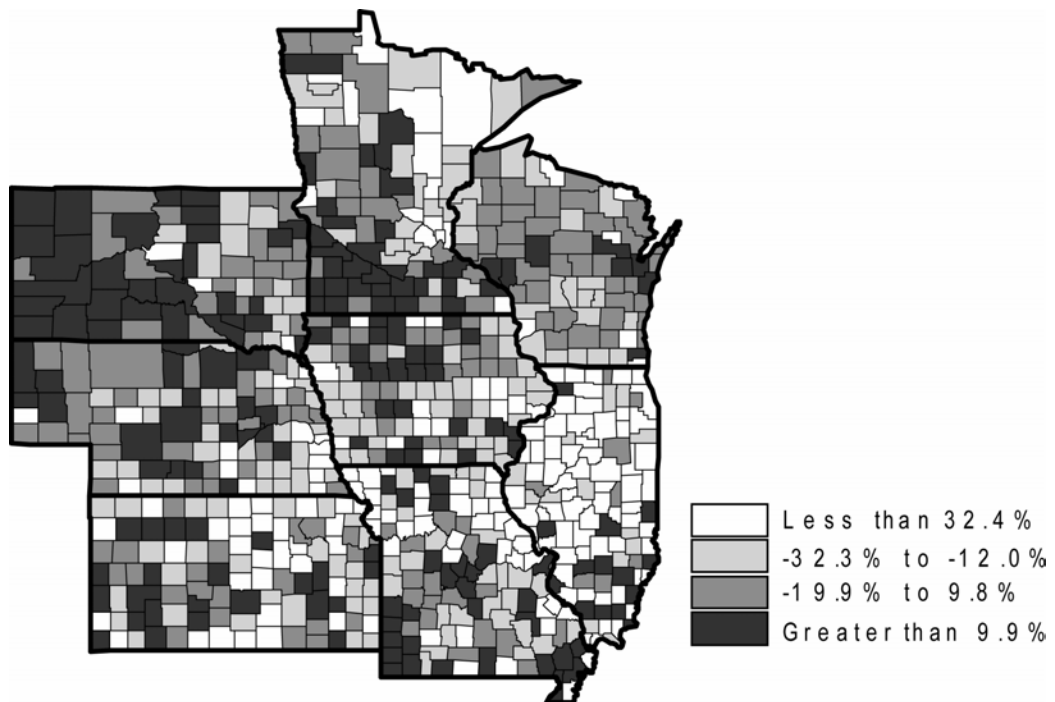 Less than 32.4%
-32.3% to -12.0%
-19.9% to 9.8%
Greater than 9.9%